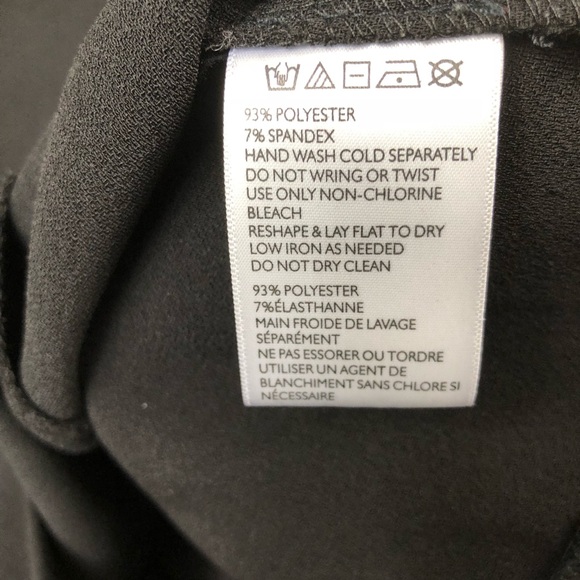 93% POLYESTER
7% SPANDEX
HAND WASH COLD SEPARATELY
DO NOT WRING OR TWIST
USE ONLY NON-CHLORINE
BLEACH
RESHAPE & LAY FLAT TO DRY
LOW IRON AS NEEDED
DO NOT DRY CLEAN
93% POLYESTER
7%ÉLASTHANNE
MAIN FROIDE DE LAVAGE
SÉPARÉMENT
NE PAS ESSORER OU TORDRE
UTILISER UN AGENT DE
BLANCHIMENT SANS CHLORE SI
NÉCESSAIRE